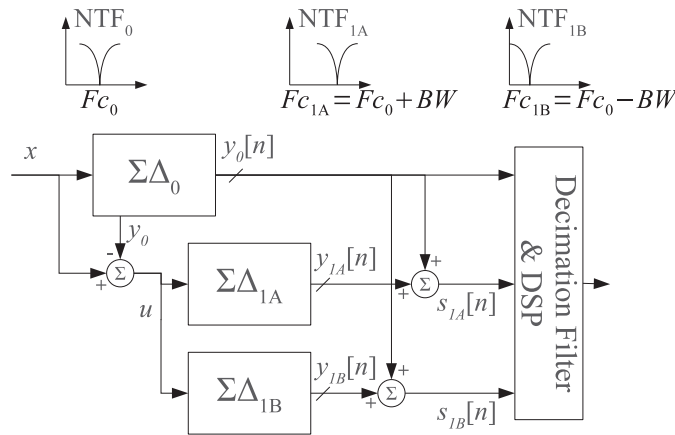 NTF0
NTF1A
NTF1B
Fc0
Fc1A=Fc0+BW
Fc1B=Fc0−BW
x
ΣΔ0
y0[n]
y0
-
Σ
+
u
ΣΔ1A
y1A[n]
+
+
Σ
s1A[n]
ΣΔ1B
y1B[n]
+
+
Σ
s1B[n]
Decimation Filter
& DSP